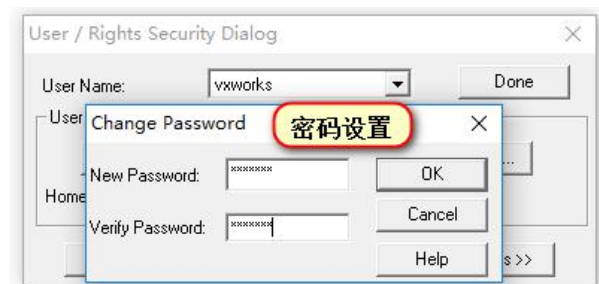 User / Rights Security Dialog
User Name:
vxworks
Done
User
Change Password
密码设置
...
New Password:
*******
OK
Home
Verify Password:
*******
Cancel
Help
s >>